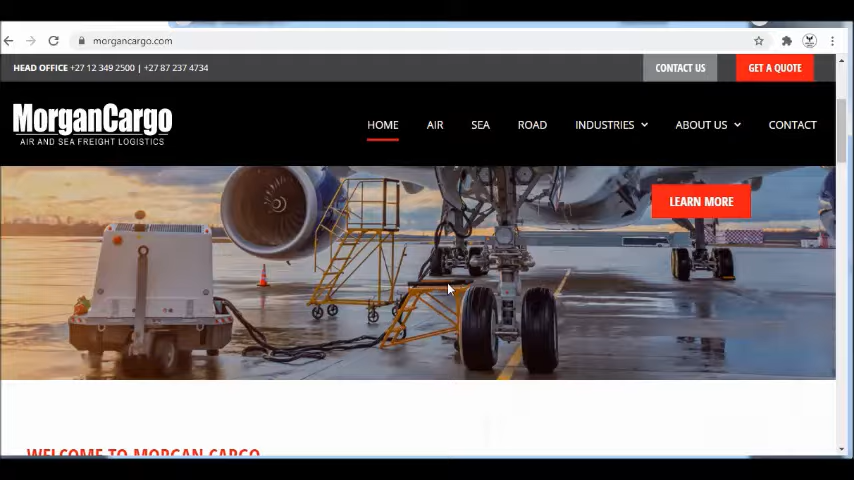 morgancargo.com
HEAD OFFICE +27 12 349 2500 | +27 87 237 4734
CONTACT US
GET A QUOTE
MorganCargo
AIR AND SEA FREIGHT LOGISTICS
HOME
AIR
SEA
ROAD
INDUSTRIES
ABOUT US
CONTACT
LEARN MORE
WELCOME TO MORGAN CARGO